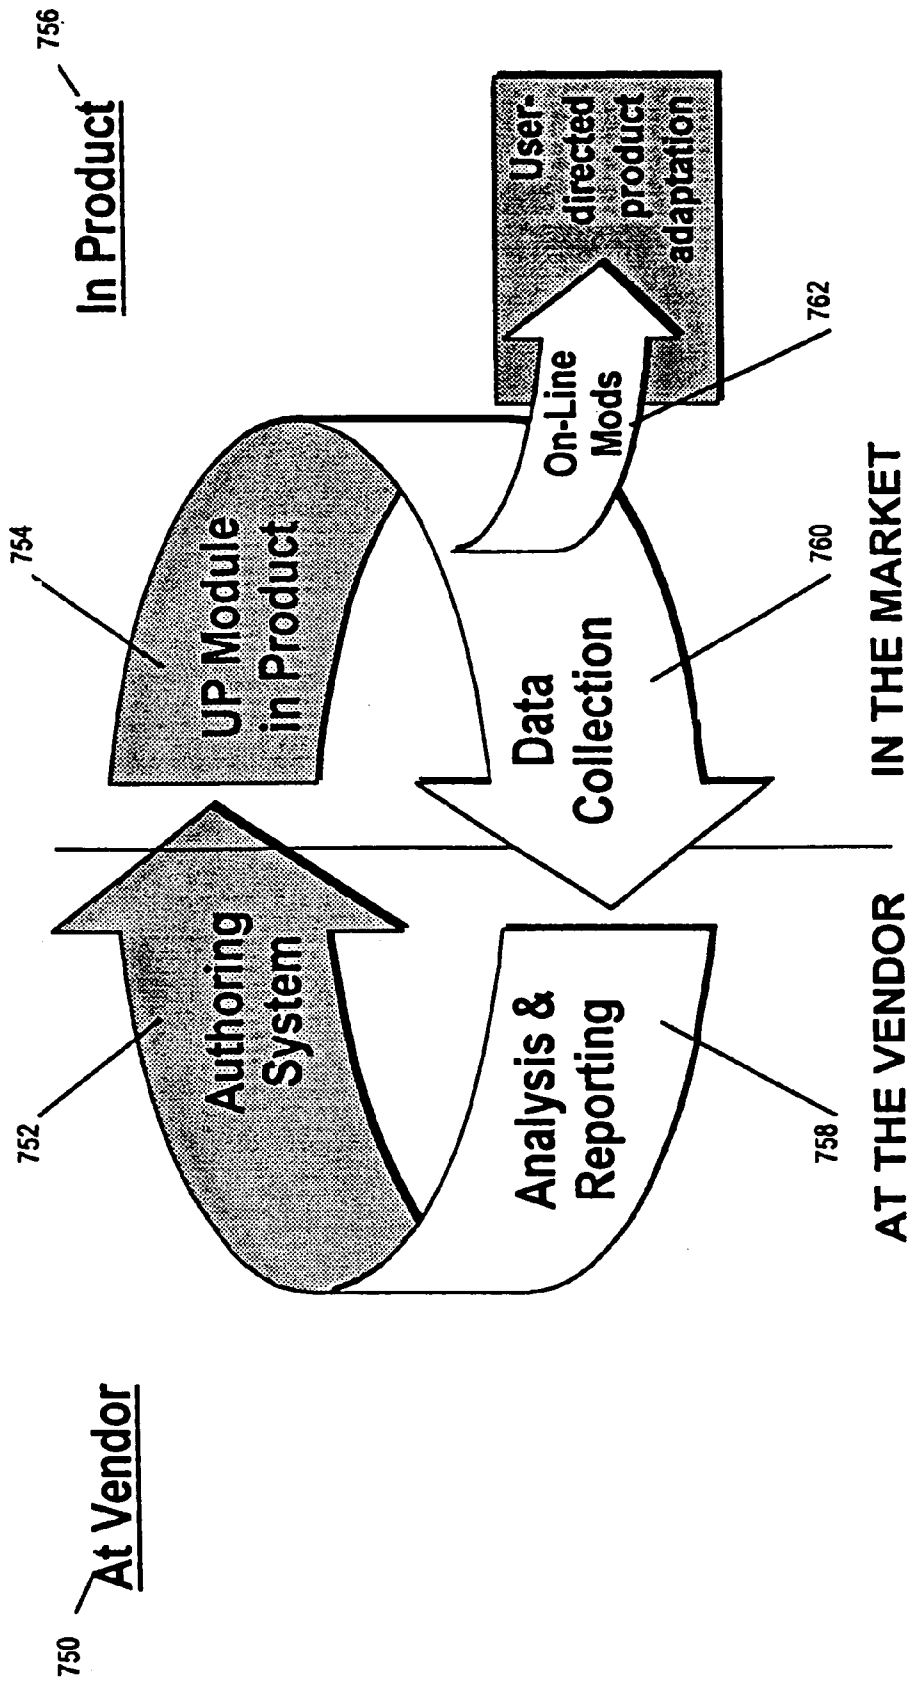 750
At Vendor
In Product
756
752
754
Authoring
System
UP Module
in Product
Analysis &
Reporting
Data
Collection
On-Line
Mods
User-
directed
product
adaptation
758
760
762
AT THE VENDOR
IN THE MARKET